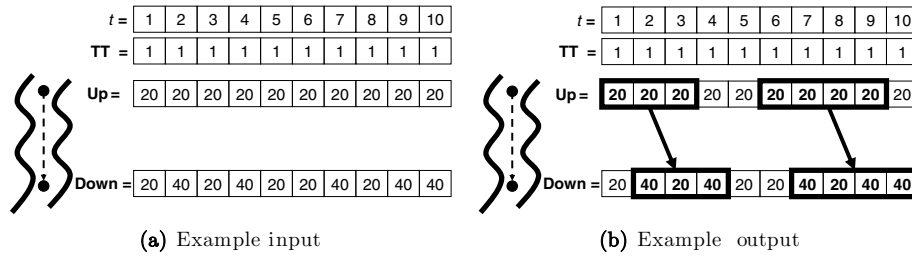 t = 1 2 3 4 5 6 7 8 9 10
TT = 1 1 1 1 1 1 1 1 1 1
Up = 20 20 20 20 20 20 20 20 20 20
Down = 20 40 20 40 20 20 40 20 40 40
(a) Example input
t = 1 2 3 4 5 6 7 8 9 10
TT = 1 1 1 1 1 1 1 1 1 1
Up = 20 20 20 20 20 20 20 20 20 20
Down = 20 40 20 40 20 20 40 20 40 40
(b) Example output